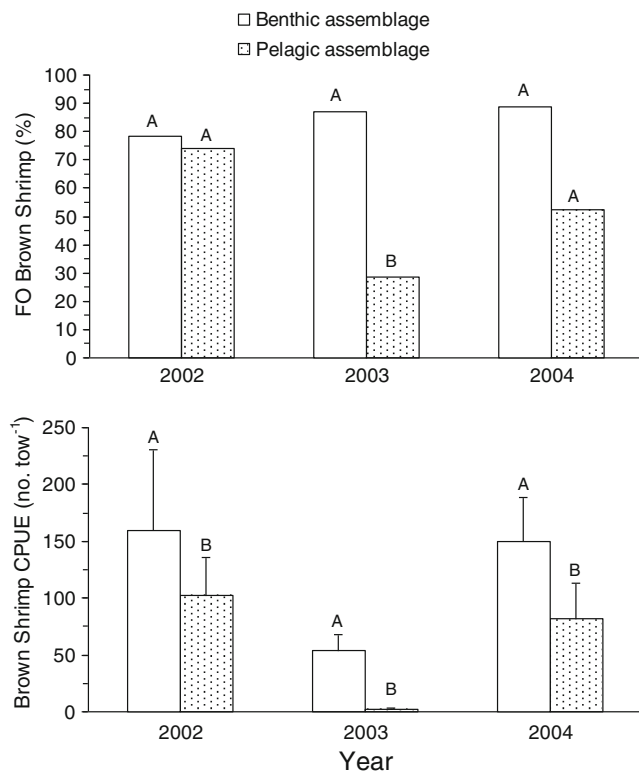 Benthic assemblage
Pelagic assemblage
FO Brown Shrimp (%)
100
90
80
70
60
50
40
30
20
10
0
A
A
A
B
A
A
2002
2003
2004
Brown Shrimp CPUE (no. tow⁻¹)
250
200
150
100
50
0
A
B
A
B
A
B
2002
2003
2004
Year